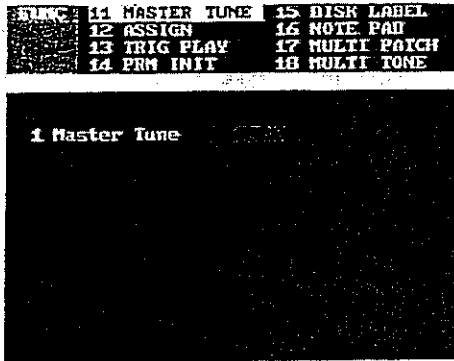 FUNC 11 MASTER TUNE 15 DISK LABEL
12 ASSIGN 16 NOTE PAD
13 TRIG PLAY 17 MULTI PATCH
14 PRM INIT 18 MULTI TONE
1 Master Tune